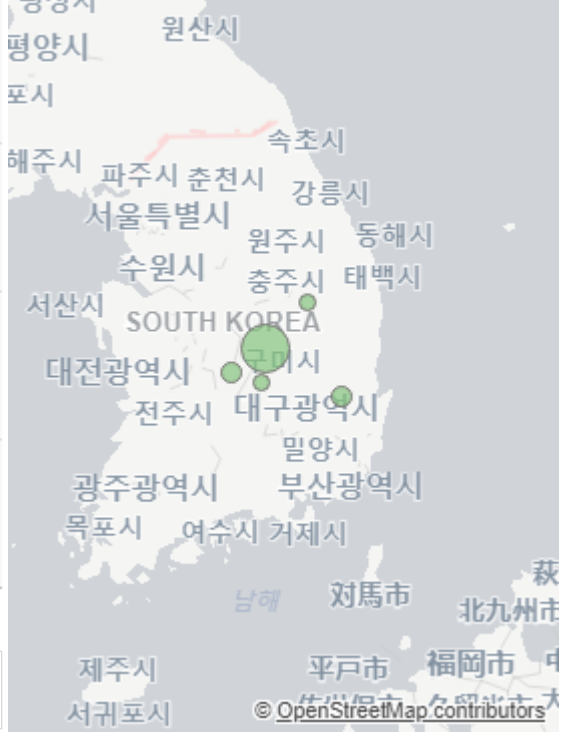 원산시
평양시
포시
속초시
해주시
파주시 춘천시
강릉시
서울특별시
원주시 동해시
수원시
충주시 태백시
서산시
SOUTH KOREA
구미시
대전광역시
대구광역시
전주시
밀양시
광주광역시 부산광역시
목포시 여수시 거제시
남해
対馬市
萩
北九州市
제주시 平戸市 福岡市 中
서귀포시
© OpenStreetMap contributors